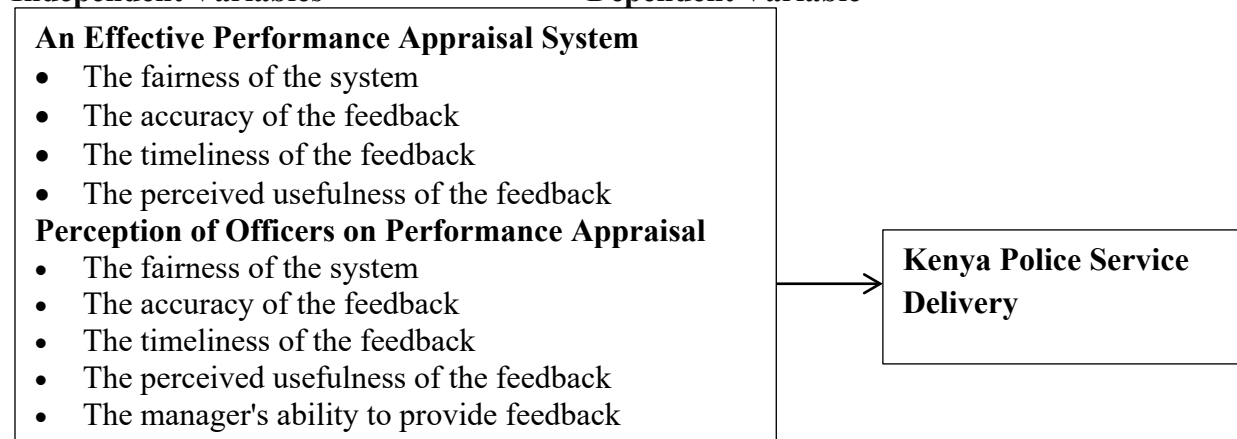 Independent Variables Dependent Variable
An Effective Performance Appraisal System
• The fairness of the system
• The accuracy of the feedback
• The timeliness of the feedback
• The perceived usefulness of the feedback
Perception of Officers on Performance Appraisal
• The fairness of the system
• The accuracy of the feedback
• The timeliness of the feedback
• The perceived usefulness of the feedback
• The manager's ability to provide feedback
Kenya Police Service
Delivery